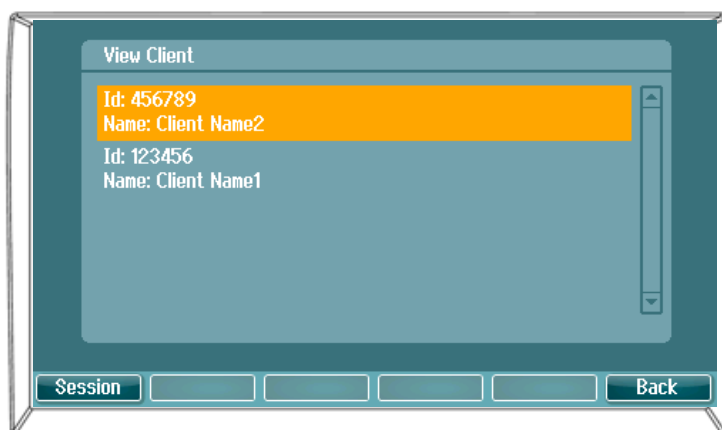 View Client
Id: 456789
Name: Client Name2
Id: 123456
Name: Client Name1
Session
Back